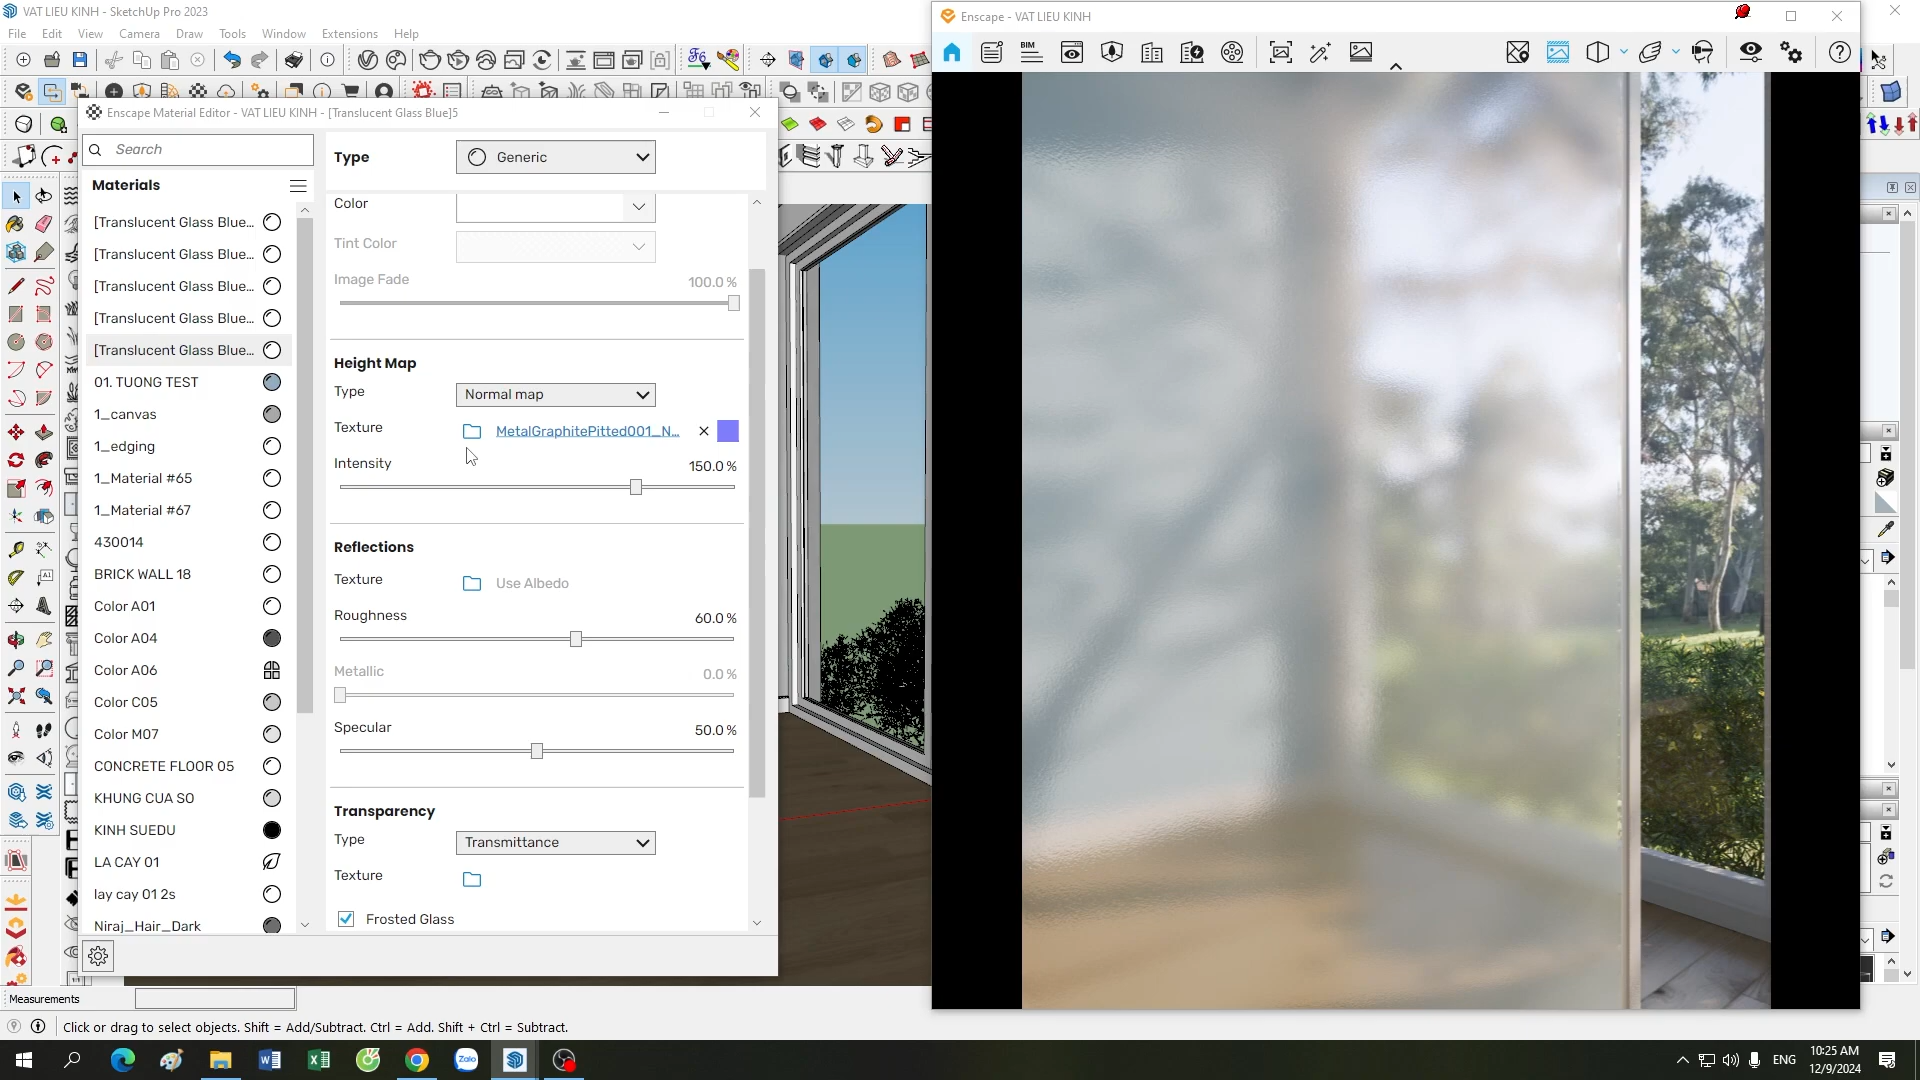 VAT LIEU KINH - SketchUp Pro 2023
File Edit View Camera Draw Tools Window Extensions Help
Enscape - VAT LIEU KINH
BIM
Enscape Material Editor - VAT LIEU KINH - [Translucent Glass Blue]5
Search
Materials
[Translucent Glass Blue...
[Translucent Glass Blue...
[Translucent Glass Blue...
[Translucent Glass Blue...
[Translucent Glass Blue...
01. TUONG TEST
1_canvas
1_edging
1_Material #65
1_Material #67
430014
BRICK WALL 18
Color A01
Color A04
Color A06
Color C05
Color M07
CONCRETE FLOOR 05
KHUNG CUA SO
KINH SUEDU
LA CAY 01
lay cay 01 2s
Niraj_Hair_Dark
Type Generic
Color
Tint Color
Image Fade 100.0 %
Height Map
Type Normal map
Texture MetalGraphitePitted001_N...
Intensity 150.0 %
Reflections
Texture Use Albedo
Roughness 60.0 %
Metallic 0.0 %
Specular 50.0 %
Transparency
Type Transmittance
Texture
Frosted Glass
Measurements
Click or drag to select objects. Shift = Add/Subtract. Ctrl = Add. Shift + Ctrl = Subtract.
Zalo
ENG
10:25 AM
12/9/2024